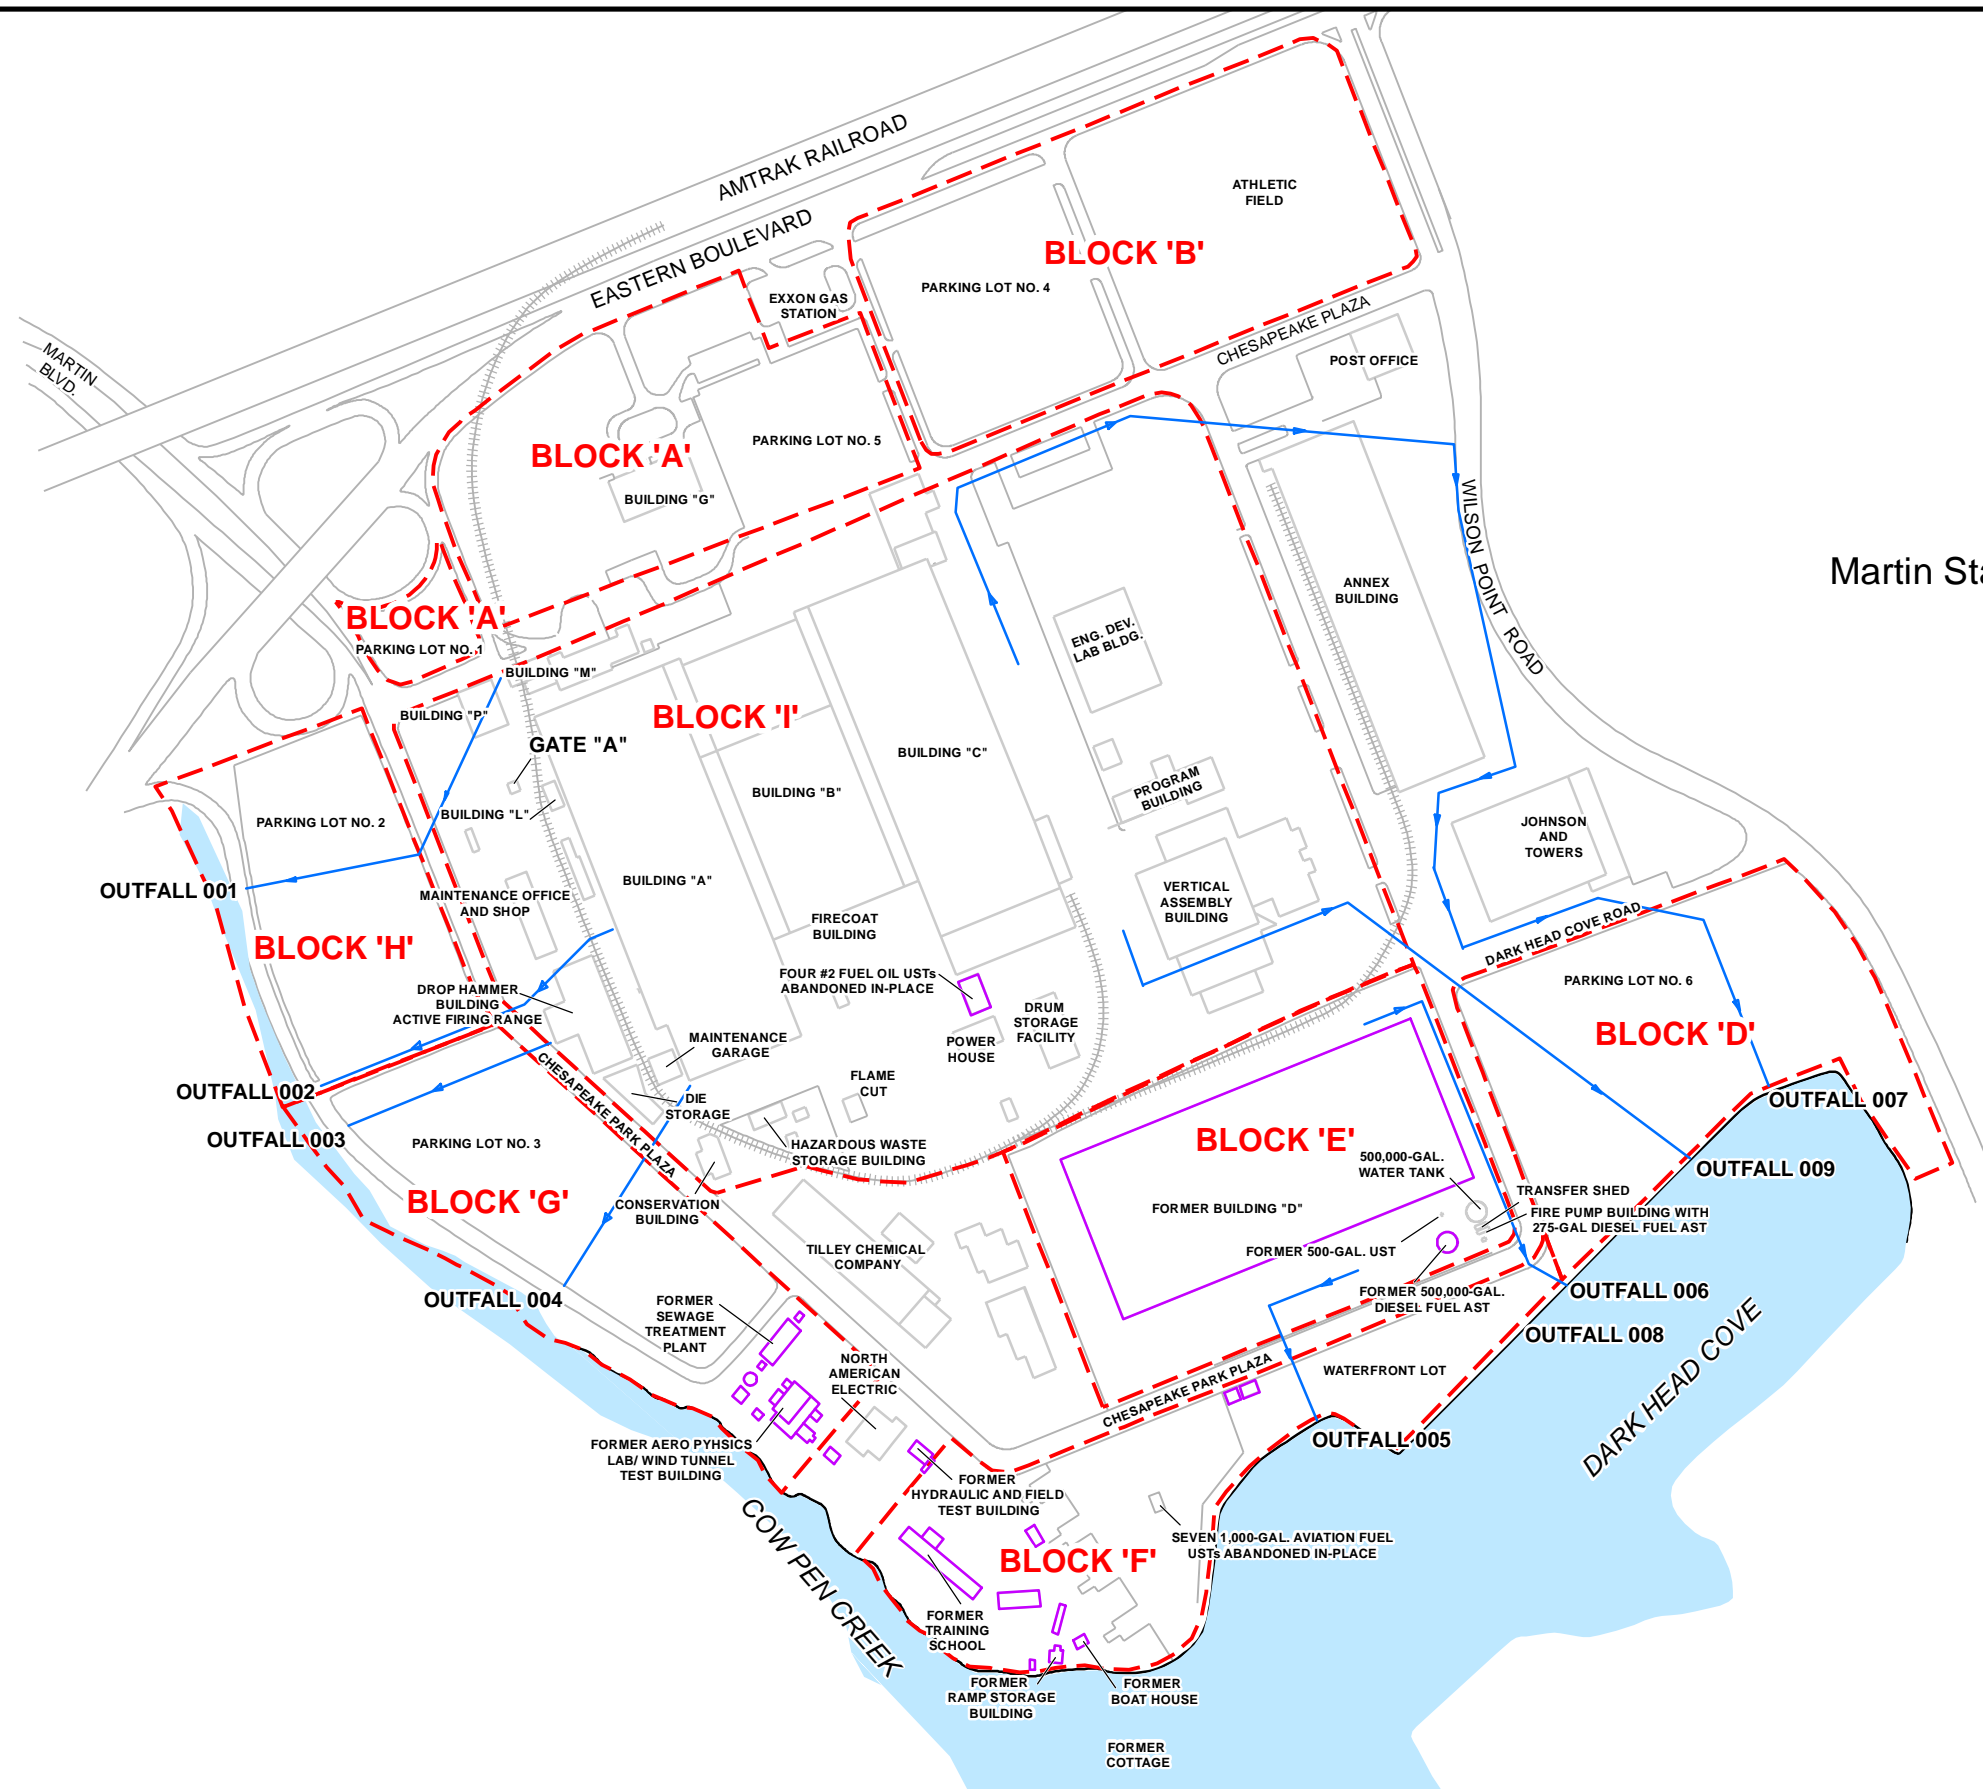 AMTRAK RAILROAD
EASTERN BOULEVARD
ATHLETIC
FIELD
BLOCK 'B'
PARKING LOT NO. 4
EXXON GAS
STATION
CHESAPEAKE PLAZA
POST OFFICE
MARTIN
BLVD.
BLOCK 'A'
PARKING LOT NO. 5
BUILDING "G"
WILSON POINT ROAD
Martin Sta
ANNEX
BUILDING
BLOCK 'A'
PARKING LOT NO. 1
ENG. DEV.
LAB BLDG.
BUILDING "M"
BUILDING "P"
BLOCK 'I'
GATE "A"
BUILDING "C"
BUILDING "B"
PROGRAM
BUILDING
BUILDING "L"
PARKING LOT NO. 2
JOHNSON
AND
TOWERS
OUTFALL 001
BUILDING "A"
MAINTENANCE OFFICE
AND SHOP
VERTICAL
ASSEMBLY
BUILDING
FIRECOAT
BUILDING
DARK HEAD COVE ROAD
BLOCK 'H'
FOUR #2 FUEL OIL USTs
ABANDONED IN-PLACE
PARKING LOT NO. 6
DROP HAMMER
BUILDING
ACTIVE FIRING RANGE
DRUM
STORAGE
FACILITY
BLOCK 'D'
MAINTENANCE
GARAGE
POWER
HOUSE
CHESAPEAKE PARK PLAZA
FLAME
CUT
OUTFALL 002
DIE
STORAGE
OUTFALL 007
OUTFALL 003
PARKING LOT NO. 3
HAZARDOUS WASTE
STORAGE BUILDING
BLOCK 'E'
500,000-GAL.
WATER TANK
OUTFALL 009
BLOCK 'G'
CONSERVATION
BUILDING
FORMER BUILDING "D"
TRANSFER SHED
FIRE PUMP BUILDING WITH
275-GAL DIESEL FUEL AST
TILLEY CHEMICAL
COMPANY
FORMER 500-GAL. UST
OUTFALL 004
FORMER 500,000-GAL.
DIESEL FUEL AST
OUTFALL 006
FORMER
SEWAGE
TREATMENT
PLANT
OUTFALL 008
DARK HEAD COVE
NORTH
AMERICAN
ELECTRIC
CHESAPEAKE PARK PLAZA
WATERFRONT LOT
OUTFALL 005
FORMER AERO PYHSICS
LAB/ WIND TUNNEL
TEST BUILDING
FORMER
HYDRAULIC AND FIELD
TEST BUILDING
COW PEN CREEK
SEVEN 1,000-GAL. AVIATION FUEL
USTs ABANDONED IN-PLACE
BLOCK 'F'
FORMER
TRAINING
SCHOOL
FORMER
RAMP STORAGE
BUILDING
FORMER
BOAT HOUSE
FORMER
COTTAGE